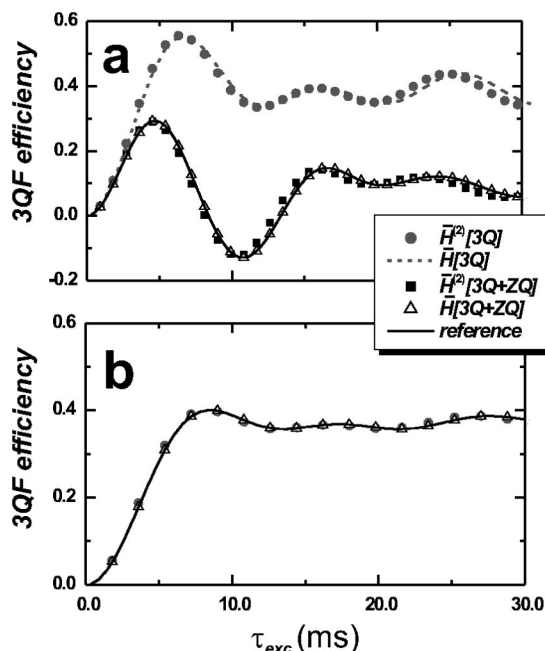 0.6
a
0.4
0.2
0.0
-0.2
3QF efficiency
H̄⁽²⁾[3Q]
H̄[3Q]
H̄⁽²⁾[3Q+ZQ]
H̄[3Q+ZQ]
reference
0.6
b
0.4
0.2
0.0
3QF efficiency
0.0 10.0 20.0 30.0
τexc (ms)